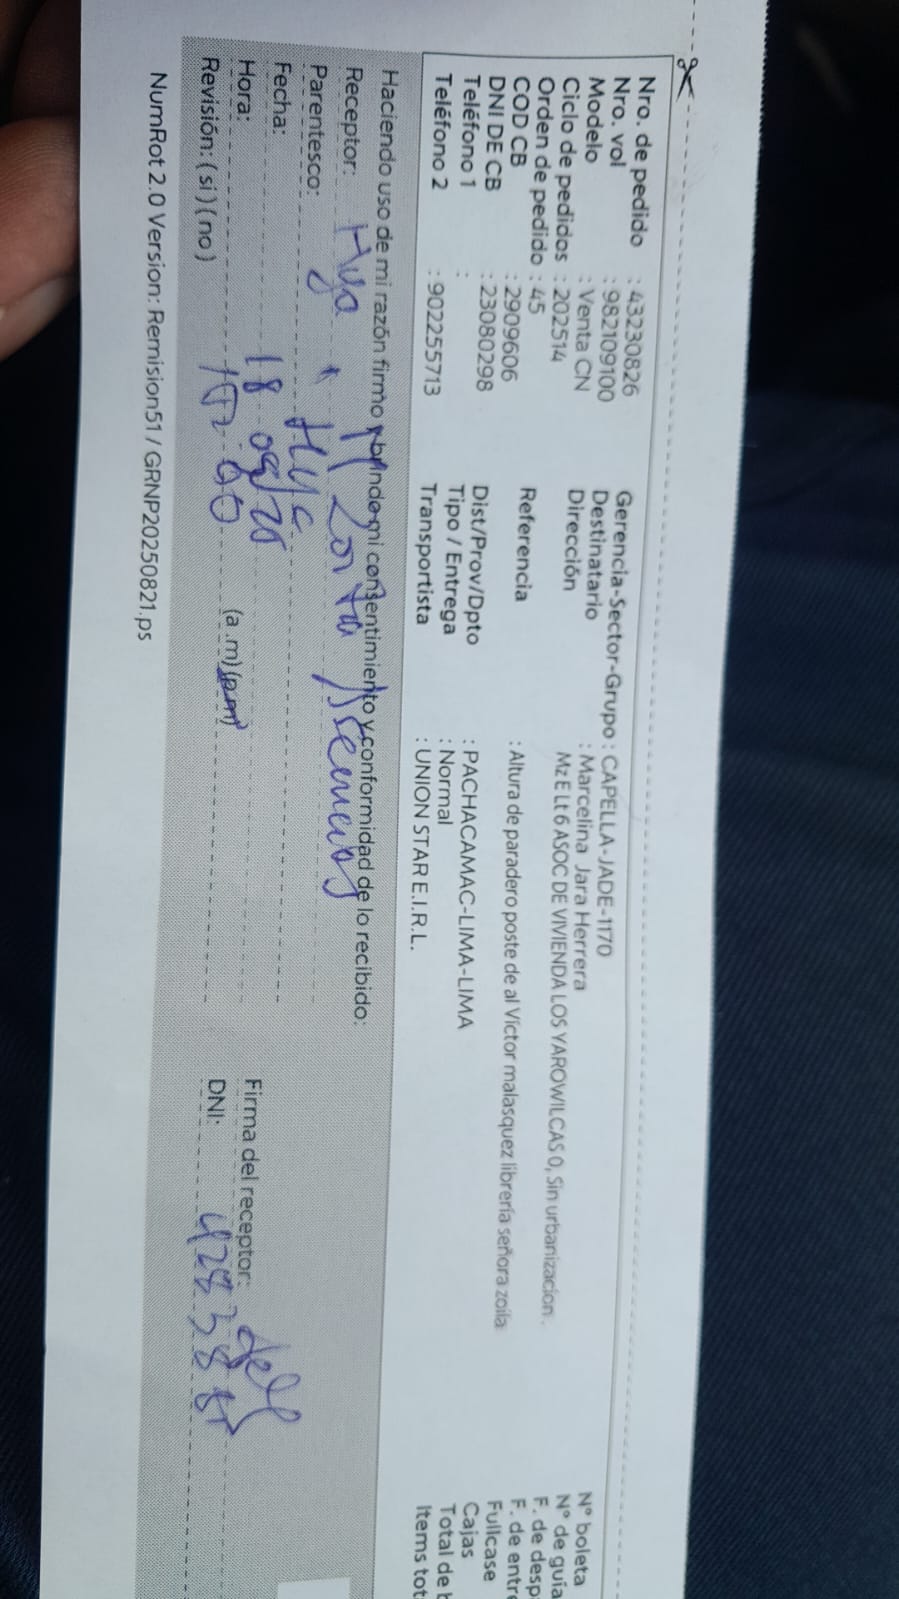 Nro. de pedido : 43230826
Nro. vol : 982109100
Modelo : Venta CN
Ciclo de pedidos : 202514
Orden de pedido : 45
COD CB : 2909606
DNI DE CB : 23080298
Teléfono 1 :
Teléfono 2 : 902255713
Gerencia-Sector-Grupo : CAPELLA-JADE-1170
Destinatario : Marcelina Jara Herrera
Dirección Mz E Lt 6 ASOC DE VIVIENDA LOS YAROWILCAS 0, Sin urbanizacion .
Referencia : Altura de paradero poste de al Víctor malasquez librería señora zoila
Dist/Prov/Dpto : PACHACAMAC-LIMA-LIMA
Tipo / Entrega : Normal
Transportista : UNION STAR E.I.R.L.
N° boleta
N° de guía
F. de desp
F. de entre
Fullcase
Cajas
Total de b
Items tot
Haciendo uso de mi razón firmo y brindo mi consentimiento y conformidad de lo recibido:
Receptor:
Parentesco:
Fecha: 18
Hora: (a.m)(p.m)
Revisión: (si) (no)
Firma del receptor:
DNI:
NumRot 2.0 Version: Remision51 / GRNP20250821.ps